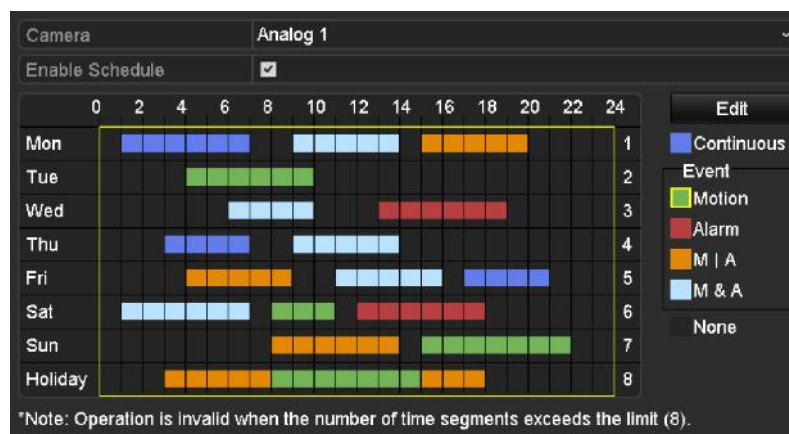 Camera Analog 1
Enable Schedule
0 2 4 6 8 10 12 14 16 18 20 22 24 Edit
Mon 1 Continuous
Tue 2 Event
Motion
Wed 3 Alarm
Thu 4 M | A
Fri 5 M & A
Sat 6 None
Sun 7
Holiday 8
*Note: Operation is invalid when the number of time segments exceeds the limit (8).